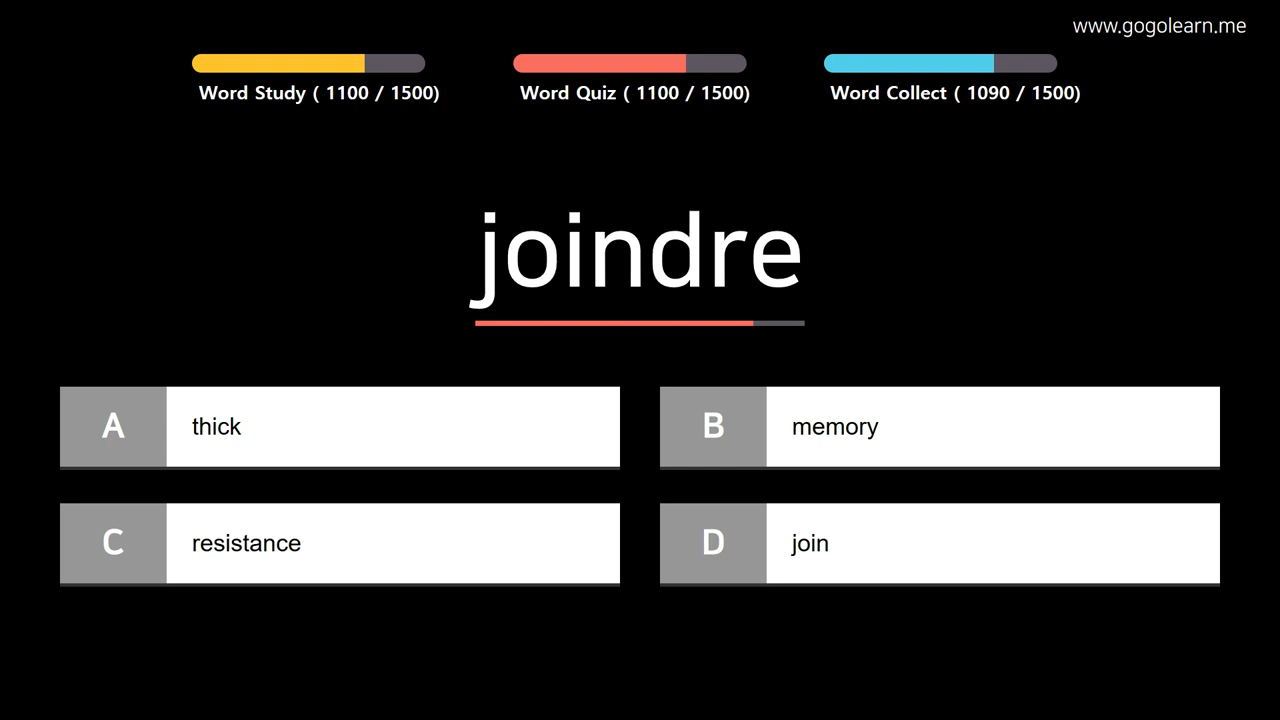 www.gogolearn.me
Word Study ( 1100 / 1500)
Word Quiz ( 1100 / 1500)
Word Collect ( 1090 / 1500)
joindre
A thick
B memory
C resistance
D join